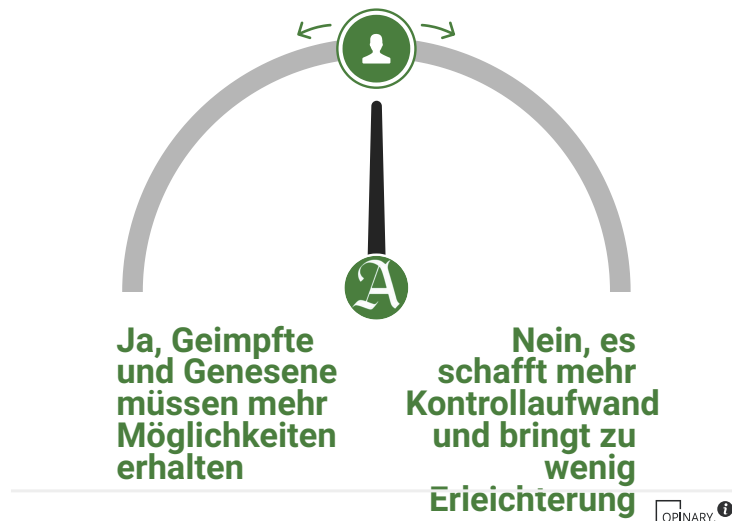 A
Ja, Geimpfte
und Genesene
müssen mehr
Möglichkeiten
erhalten
Nein, es
schafft mehr
Kontrollaufwand
und bringt zu
wenig
Erleichterung
OPINARY.
i